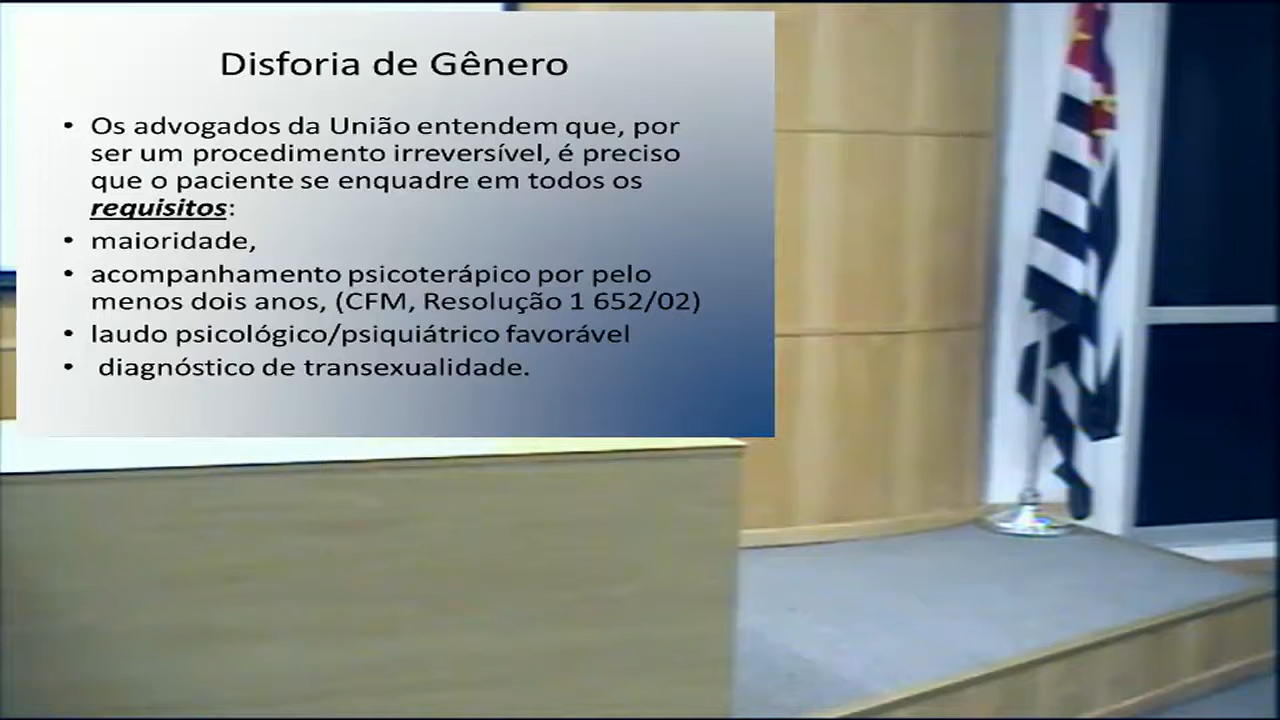 Disforia de Gênero
• Os advogados da União entendem que, por
ser um procedimento irreversível, é preciso
que o paciente se enquadre em todos os
requisitos:
• maioridade,
• acompanhamento psicoterápico por pelo
menos dois anos, (CFM, Resolução 1 652/02)
• laudo psicológico/psiquiátrico favorável
• diagnóstico de transexualidade.